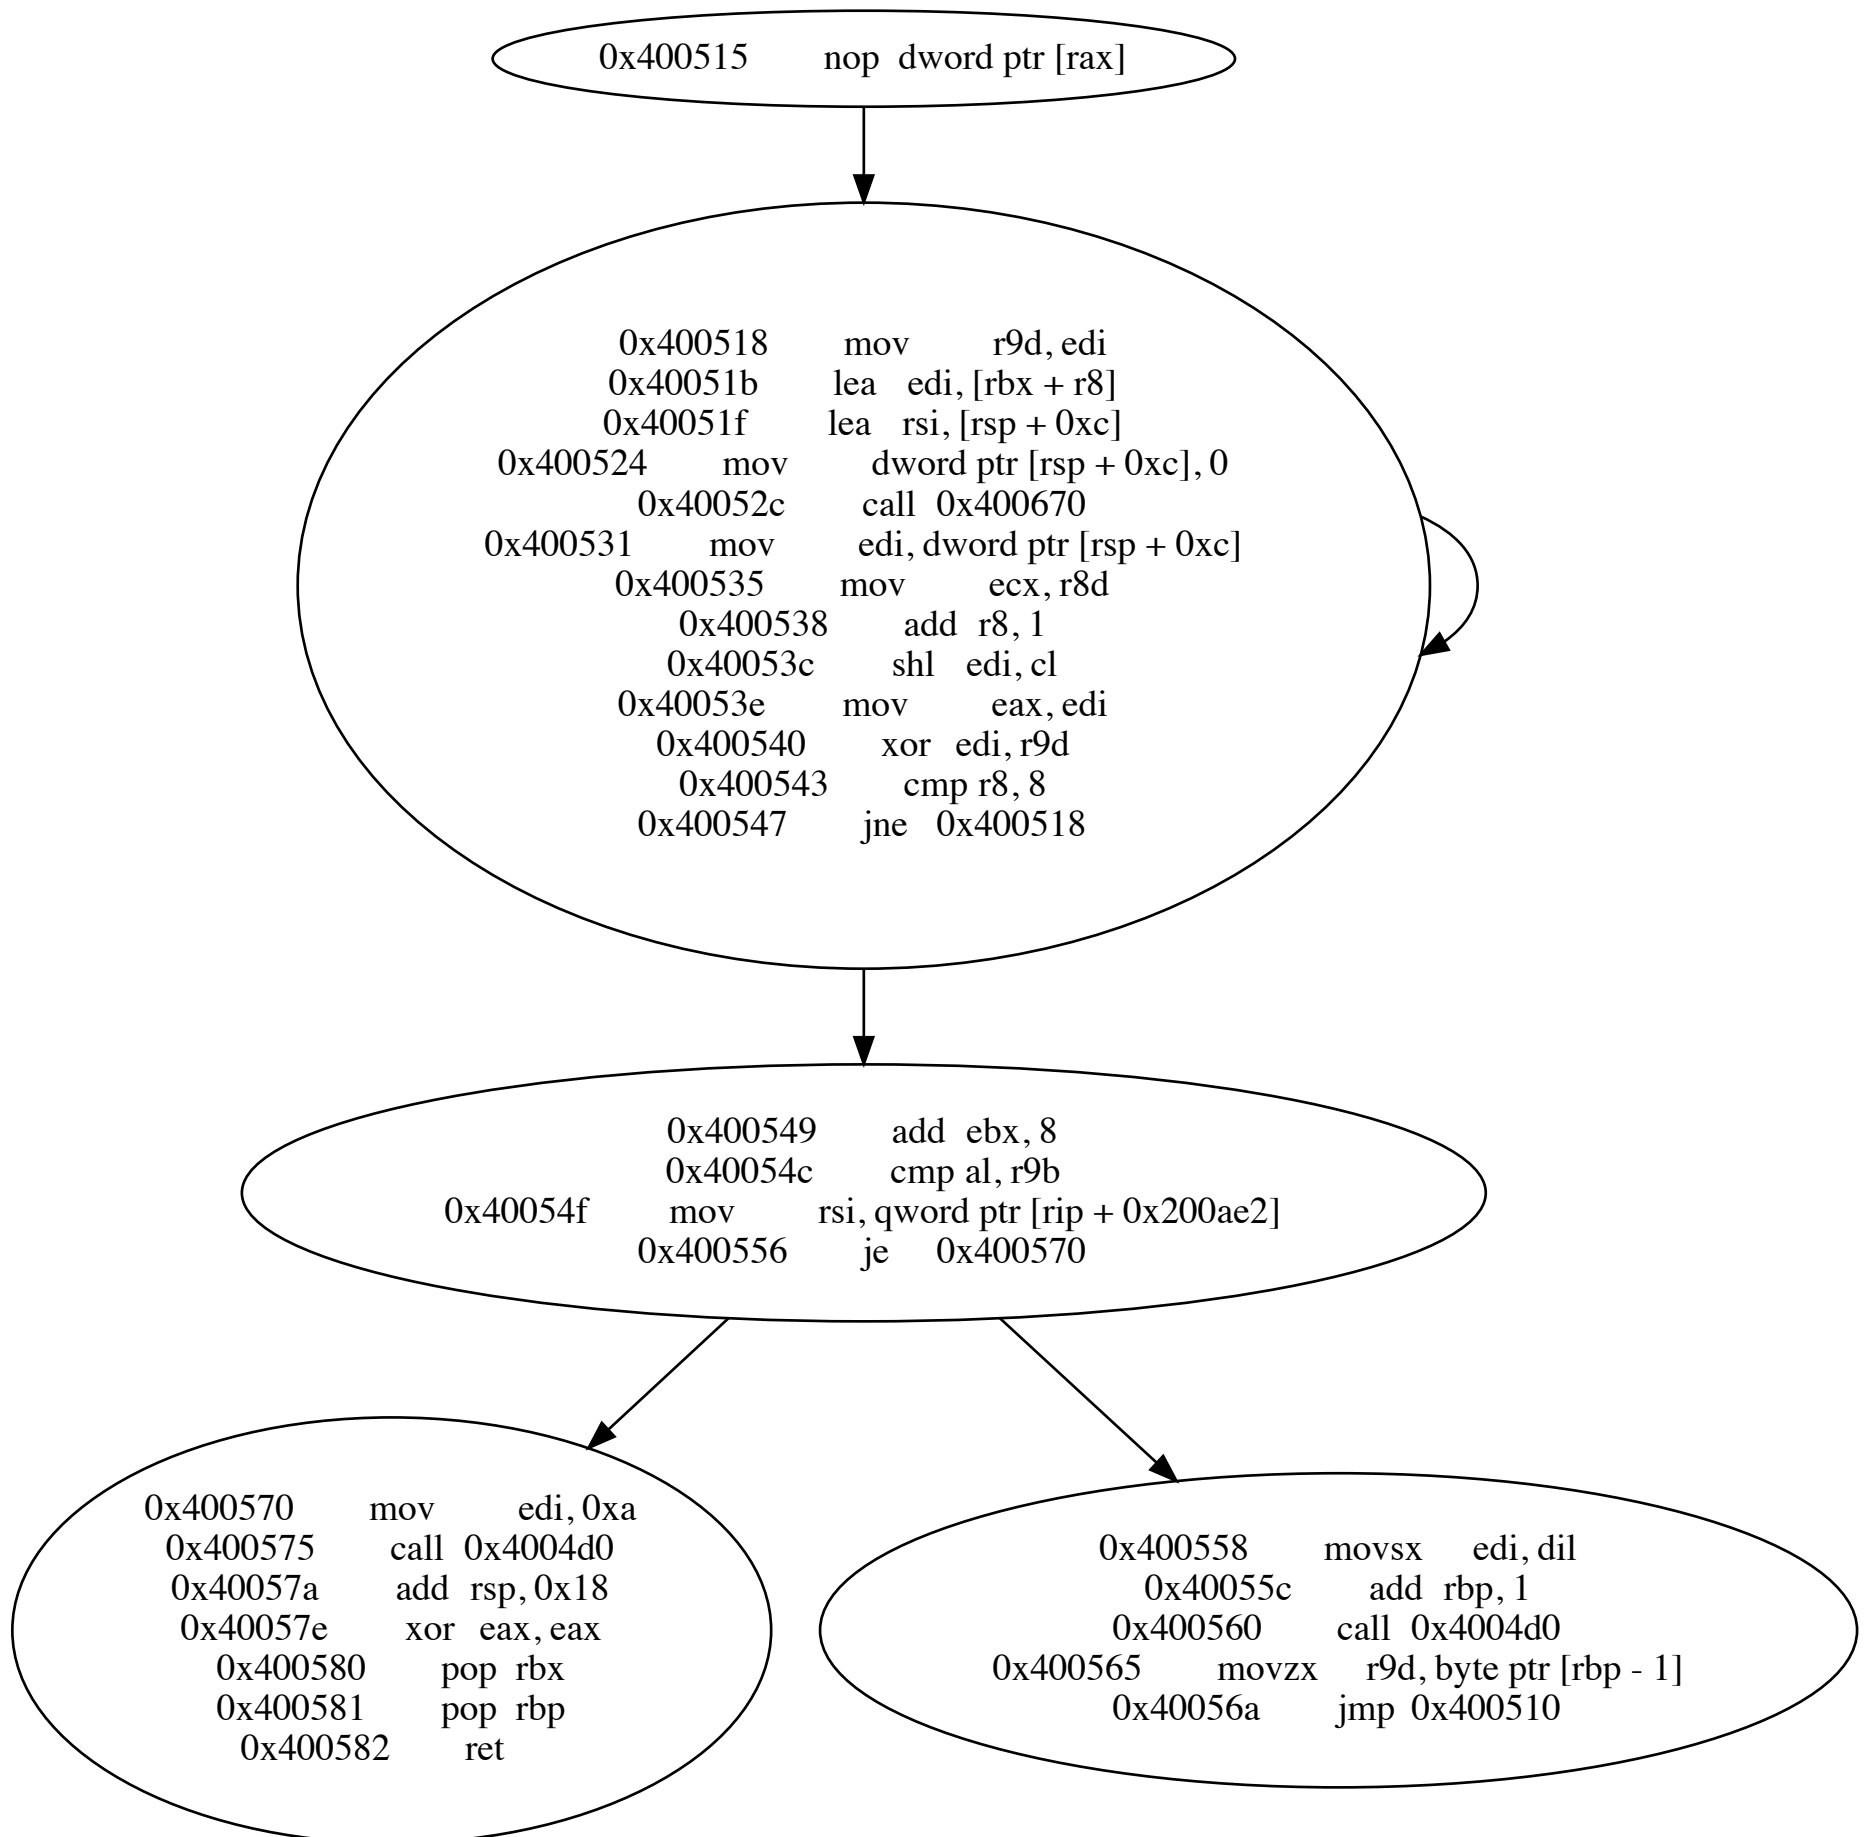 0x400515 nop dword ptr [rax]
0x400518 mov r9d, edi
0x40051b lea edi, [rbx + r8]
0x40051f lea rsi, [rsp + 0xc]
0x400524 mov dword ptr [rsp + 0xc], 0
0x40052c call 0x400670
0x400531 mov edi, dword ptr [rsp + 0xc]
0x400535 mov ecx, r8d
0x400538 add r8, 1
0x40053c shl edi, cl
0x40053e mov eax, edi
0x400540 xor edi, r9d
0x400543 cmp r8, 8
0x400547 jne 0x400518
0x400549 add ebx, 8
0x40054c cmp al, r9b
0x40054f mov rsi, qword ptr [rip + 0x200ae2]
0x400556 je 0x400570
0x400570 mov edi, 0xa
0x400575 call 0x4004d0
0x40057a add rsp, 0x18
0x40057e xor eax, eax
0x400580 pop rbx
0x400581 pop rbp
0x400582 ret
0x400558 movsx edi, dil
0x40055c add rbp, 1
0x400560 call 0x4004d0
0x400565 movzx r9d, byte ptr [rbp - 1]
0x40056a jmp 0x400510